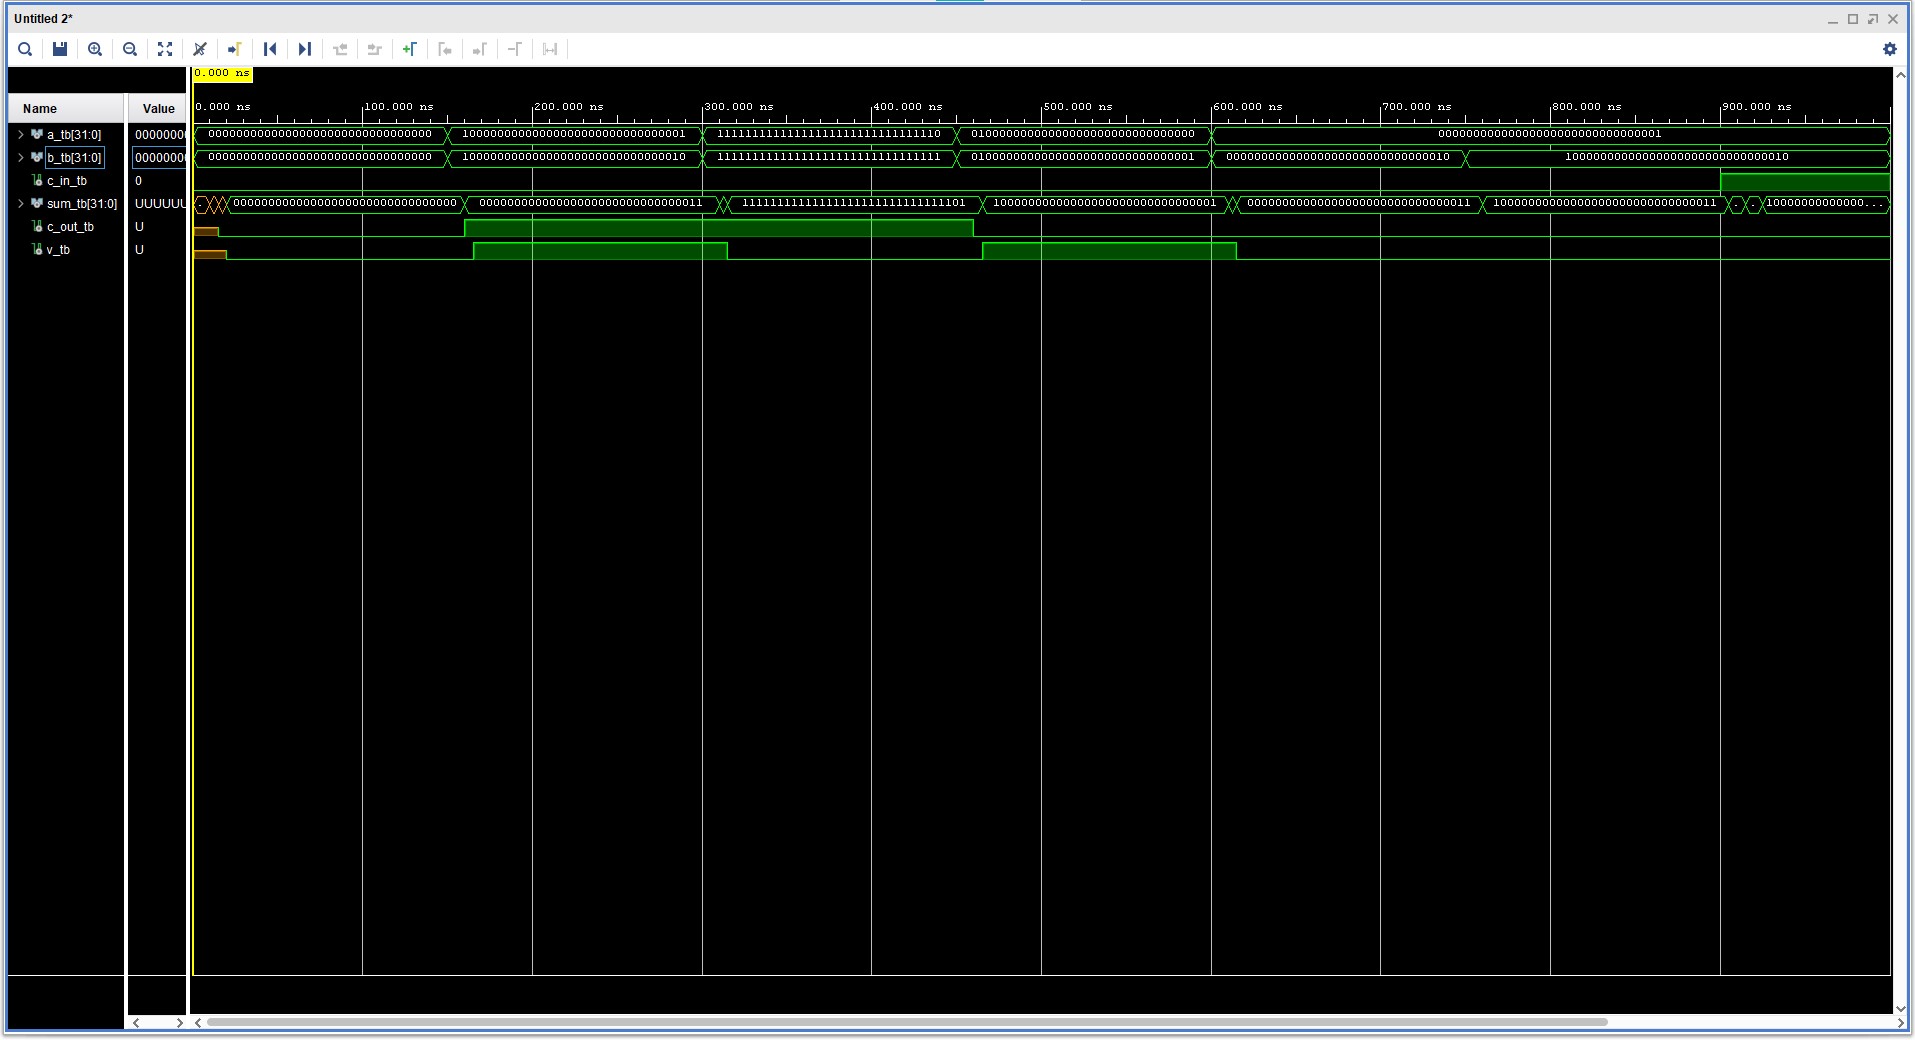 Untitled 2*
0.000 ns
Name Value
0.000 ns 100.000 ns 200.000 ns 300.000 ns 400.000 ns 500.000 ns 600.000 ns 700.000 ns 800.000 ns 900.000 ns
a_tb[31:0] 00000000 00000000000000000000000000000000 10000000000000000000000000000001 11111111111111111111111111111110 01000000000000000000000000000000 00000000000000000000000000000001
b_tb[31:0] 00000000 00000000000000000000000000000000 10000000000000000000000000000010 11111111111111111111111111111111 01000000000000000000000000000001 00000000000000000000000000000010 10000000000000000000000000000010
c_in_tb 0
sum_tb[31:0] UUUUUU . 00000000000000000000000000000000 00000000000000000000000000000011 11111111111111111111111111111101 10000000000000000000000000000001 00000000000000000000000000000011 10000000000000000000000000000011 . . 10000000000000...
c_out_tb U
v_tb U